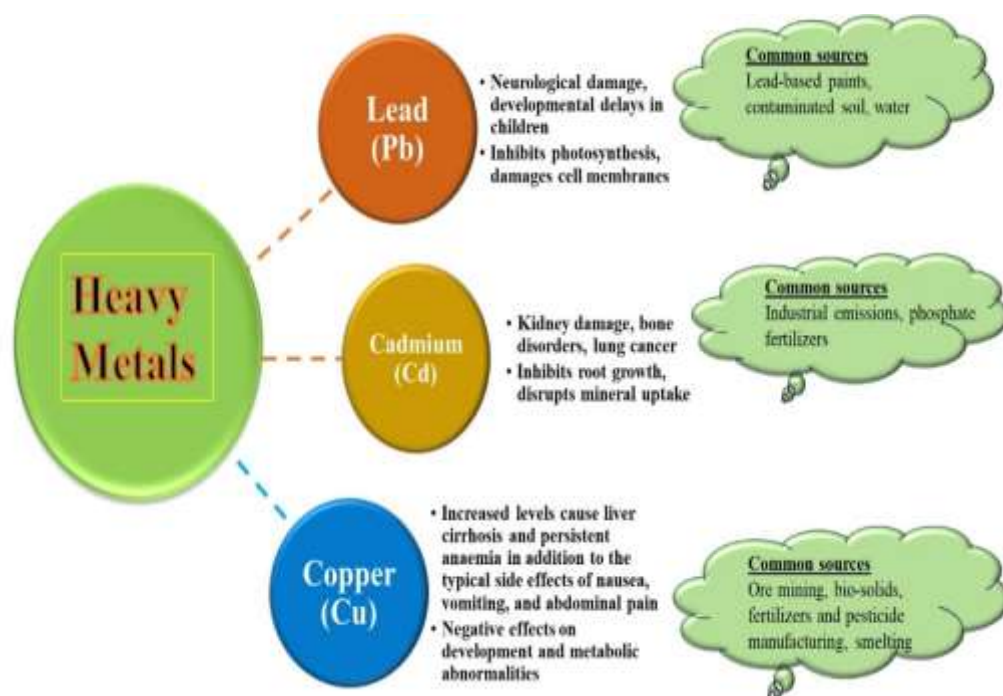 Heavy
Metals
Lead
(Pb)
• Neurological damage,
developmental delays in
children
• Inhibits photosynthesis,
damages cell membranes
Common sources
Lead-based paints,
contaminated soil, water
Cadmium
(Cd)
• Kidney damage, bone
disorders, lung cancer
• Inhibits root growth,
disrupts mineral uptake
Common sources
Industrial emissions, phosphate
fertilizers
Copper
(Cu)
• Increased levels cause liver
cirrhosis and persistent
anaemia in addition to the
typical side effects of nausea,
vomiting, and abdominal pain
• Negative effects on
development and metabolic
abnormalities
Common sources
Ore mining, bio-solids,
fertilizers and pesticide
manufacturing, smelting